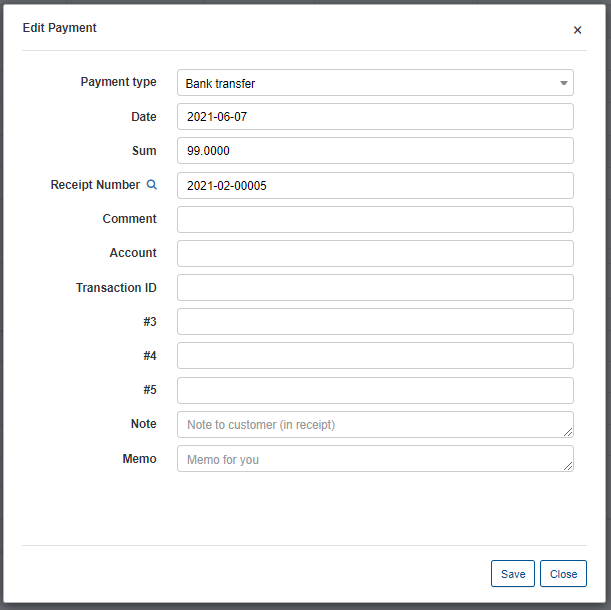 Edit Payment ×
Payment type Bank transfer
Date 2021-06-07
Sum 99.0000
Receipt Number 2021-02-00005
Comment
Account
Transaction ID
#3
#4
#5
Note Note to customer (in receipt)
Memo Memo for you
Save Close